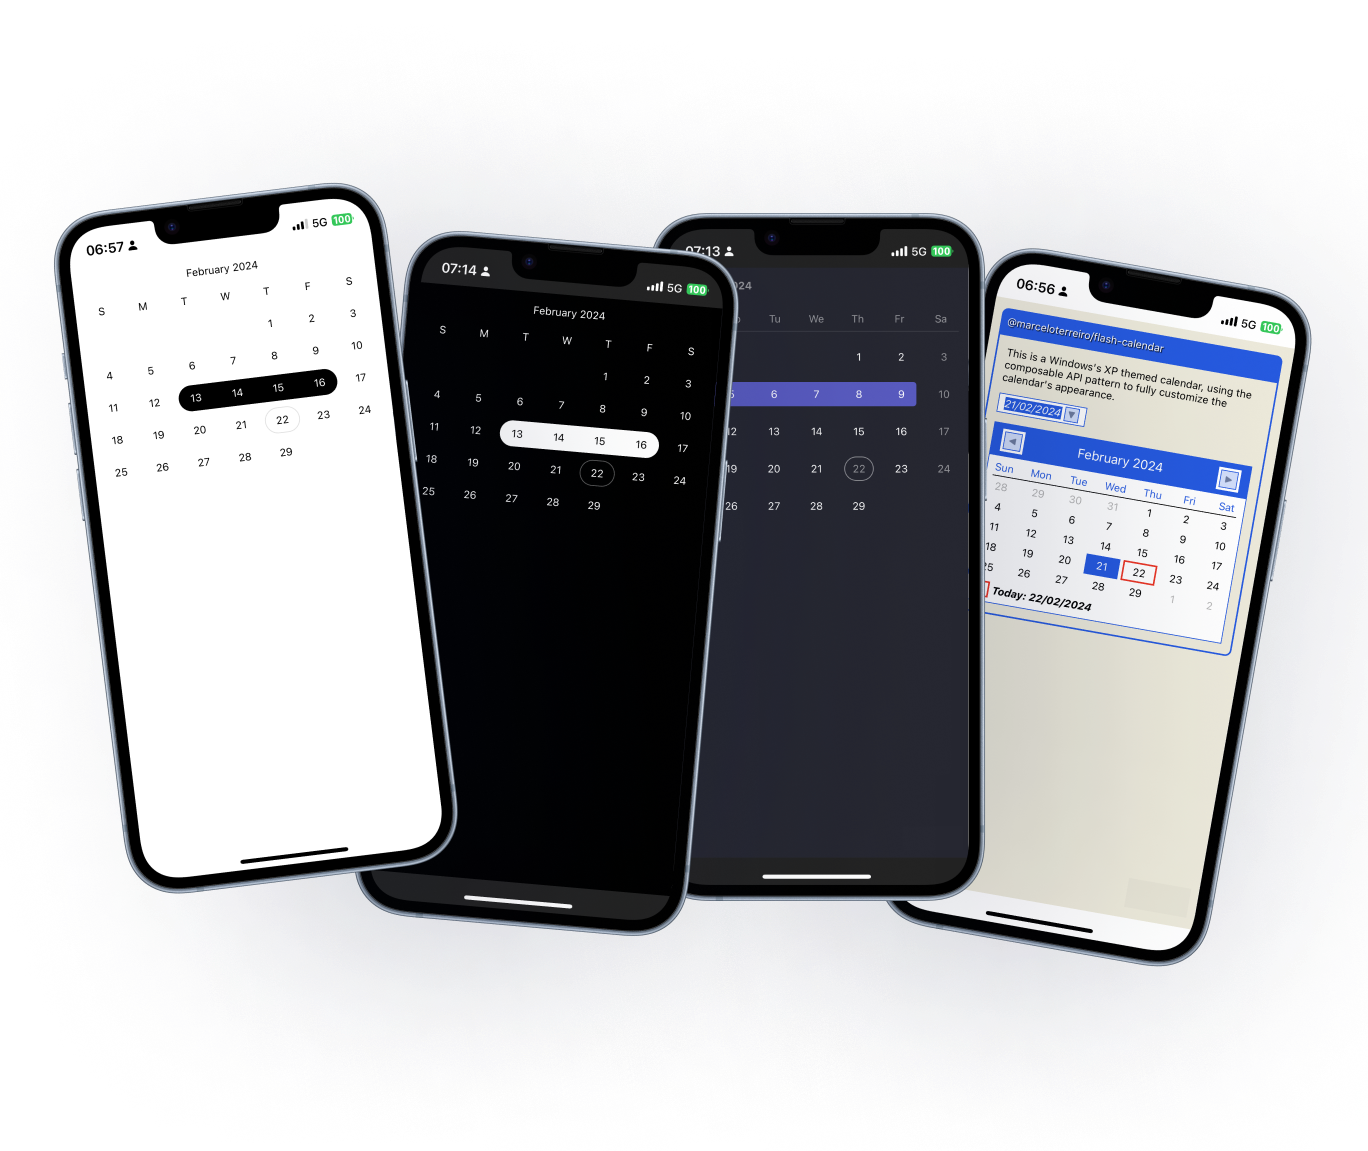 06:57
5G 100
February 2024
S M T W T F S
1 2 3
4 5 6 7 8 9 10
11 12 13 14 15 16 17
18 19 20 21 22 23 24
25 26 27 28 29
07:14
5G 100
February 2024
S M T W T F S
1 2 3
4 5 6 7 8 9 10
11 12 13 14 15 16 17
18 19 20 21 22 23 24
25 26 27 28 29
07:13
5G 100
Tu We Th Fr Sa
1 2 3
6 7 8 9 10
12 13 14 15 16 17
19 20 21 22 23 24
26 27 28 29
06:56
5G 100
@marceloterreiro/flash-calendar
This is a Windows's XP themed calendar, using the
composable API pattern to fully customize the
calendar's appearance.
21/02/2024 ▼
◀ February 2024 ▶
Sun Mon Tue Wed Thu Fri Sat
28 29 30 31 1 2 3
4 5 6 7 8 9 10
11 12 13 14 15 16 17
18 19 20 21 22 23 24
25 26 27 28 29 1 2
Today: 22/02/2024